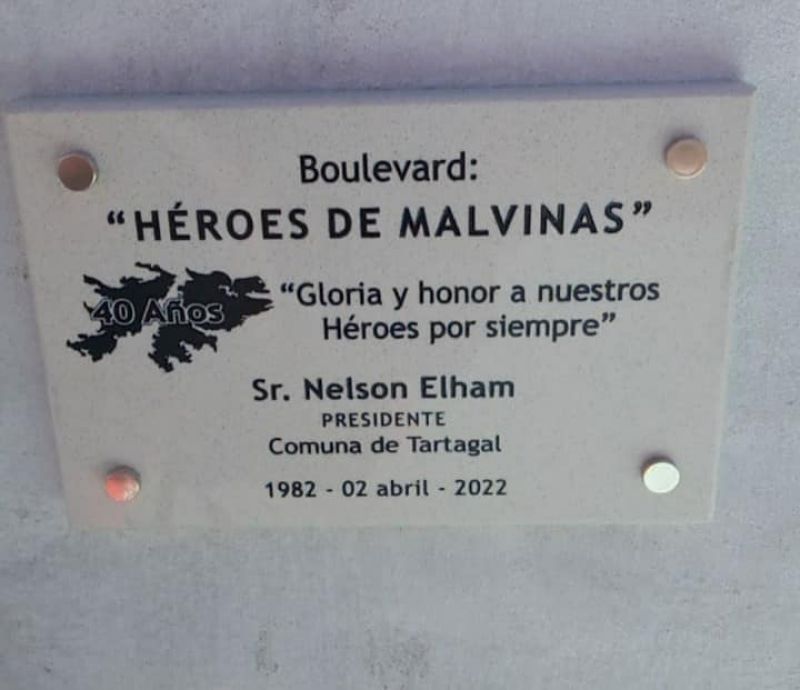 Boulevard:
“HÉROES DE MALVINAS”
40 Años
“Gloria y honor a nuestros
Héroes por siempre”
Sr. Nelson Elham
PRESIDENTE
Comuna de Tartagal
1982 - 02 abril - 2022